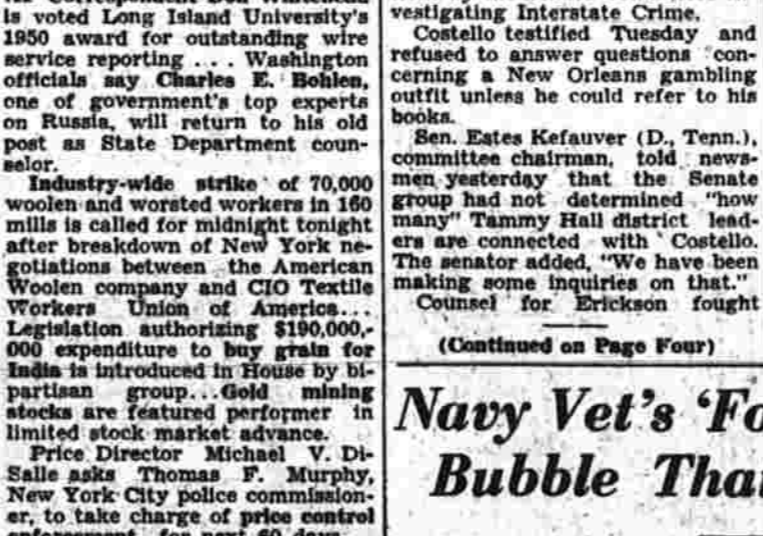 is voted Long Island University's
1950 award for outstanding wire
service reporting . . . Washington
officials say Charles E. Bohlen,
one of government's top experts
on Russia, will return to his old
post as State Department coun-
selor.
Industry-wide strike of 70,000
woolen and worsted workers in 160
mills is called for midnight tonight
after breakdown of New York ne-
gotiations between the American
Woolen company and CIO Textile
Workers Union of America...
Legislation authorizing $190,000,-
000 expenditure to buy grain for
India is introduced in House by bi-
partisan group...Gold mining
stocks are featured performer in
limited stock market advance.
Price Director Michael V. Di-
Salle asks Thomas F. Murphy,
New York City police commission-
er, to take charge of price control
vestigating Interstate Crime.
Costello testified Tuesday and
refused to answer questions con-
cerning a New Orleans gambling
outfit unless he could refer to his
books.
Sen. Estes Kefauver (D., Tenn.),
committee chairman, told news-
men yesterday that the Senate
group had not determined "how
many" Tammy Hall district lead-
ers are connected with Costello.
The senator added, "We have been
making some inquiries on that."
Counsel for Erickson fought
(Continued on Page Four)
Navy Vet's 'Fo
Bubble Tha